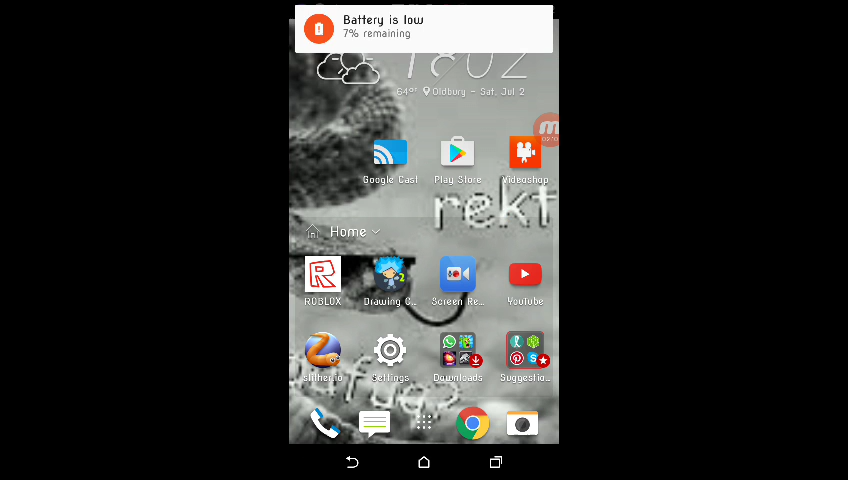 Battery is low
7% remaining
1802
64° Oldbury - Sat, Jul 2
Google Cast
Play Store
Videoshop
rekt
Home
ROBLOX
Drawing C...
Screen Re...
YouTube
slither.io
Settings
Downloads
Suggestio...